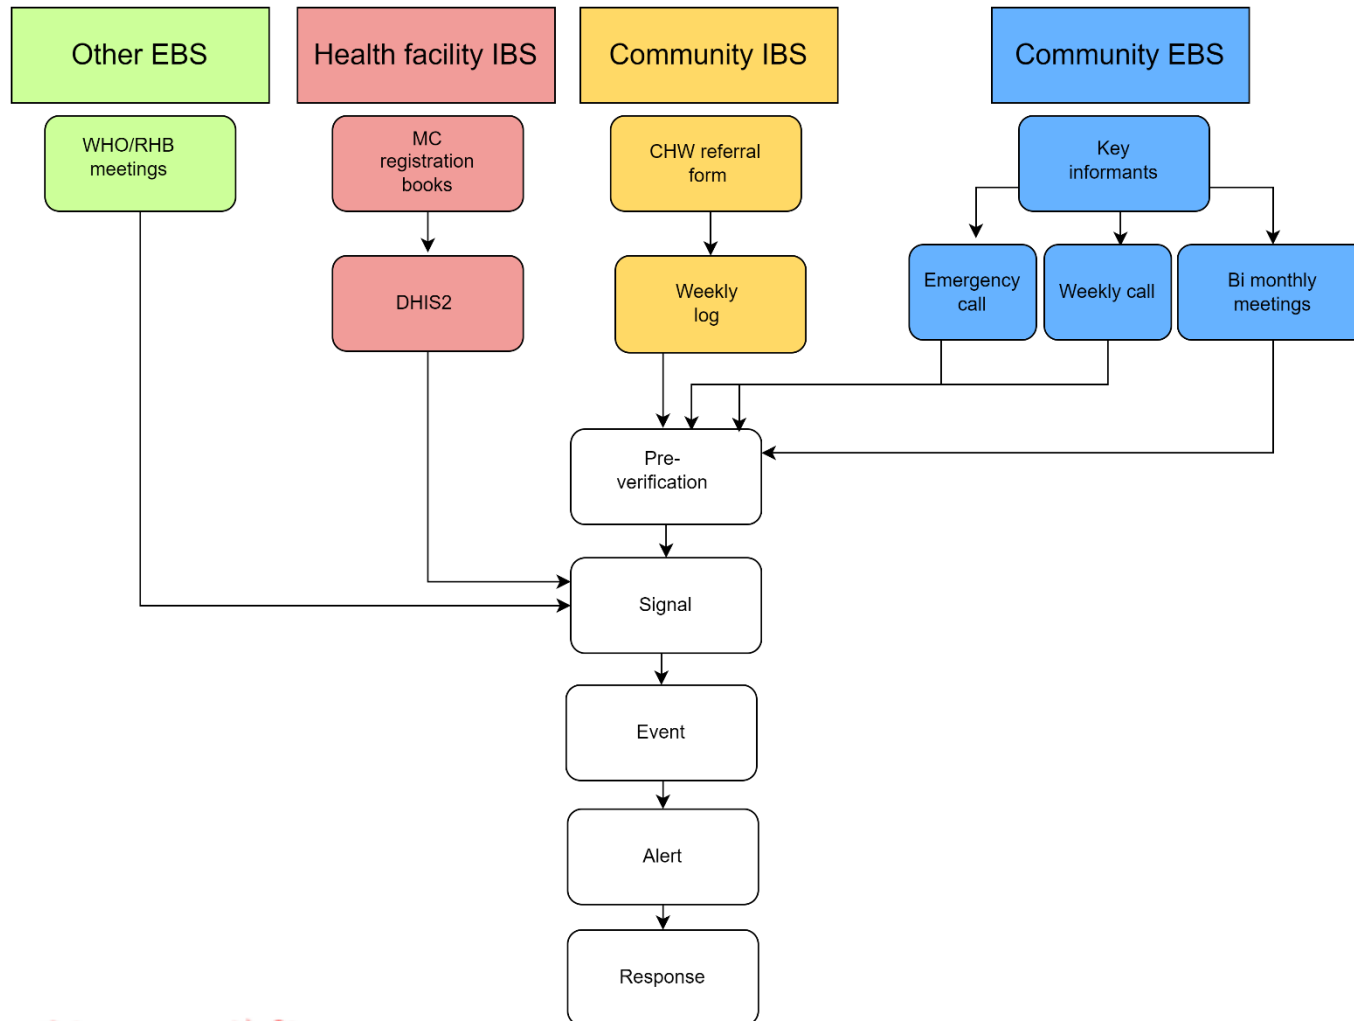 Other EBS
Health facility IBS
Community IBS
Community EBS
WHO/RHB
meetings
MC
registration
books
CHW referral
form
Key
informants
DHIS2
Weekly
log
Emergency
call
Weekly call
Bi monthly
meetings
Pre-
verification
Signal
Event
Alert
Response